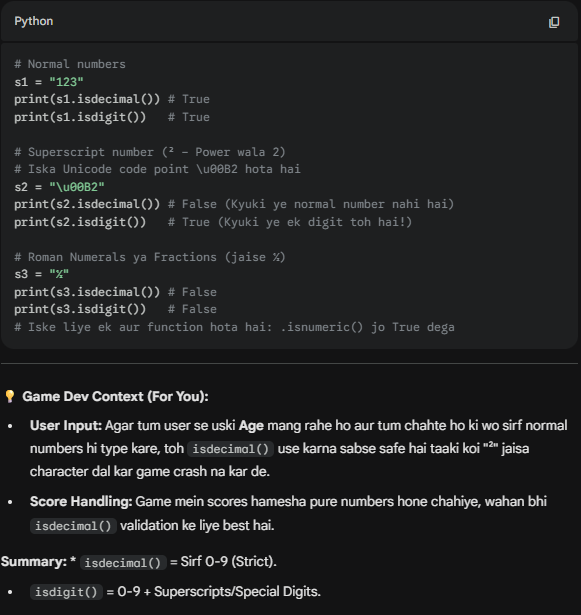 Python
# Normal numbers
s1 = "123"
print(s1.isdecimal()) # True
print(s1.isdigit())   # True
# Superscript number (² – Power wala 2)
# Iska Unicode code point \u00B2 hota hai
s2 = "\u00B2"
print(s2.isdecimal()) # False (Kyuki ye normal number nahi hai)
print(s2.isdigit())   # True (Kyuki ye ek digit toh hai!)
# Roman Numerals ya Fractions (jaise ½)
s3 = "½"
print(s3.isdecimal()) # False
print(s3.isdigit())   # False
# Iske liye ek aur function hota hai: .isnumeric() jo True dega
💡 Game Dev Context (For You):
• User Input: Agar tum user se uski Age mang rahe ho aur tum chahte ho ki wo sirf normal
numbers hi type kare, toh isdecimal() use karna sabse safe hai taaki koi "²" jaisa
character dal kar game crash na kar de.
• Score Handling: Game mein scores hamesha pure numbers hone chahiye, wahan bhi
isdecimal() validation ke liye best hai.
Summary: * isdecimal() = Sirf 0-9 (Strict).
• isdigit() = 0-9 + Superscripts/Special Digits.